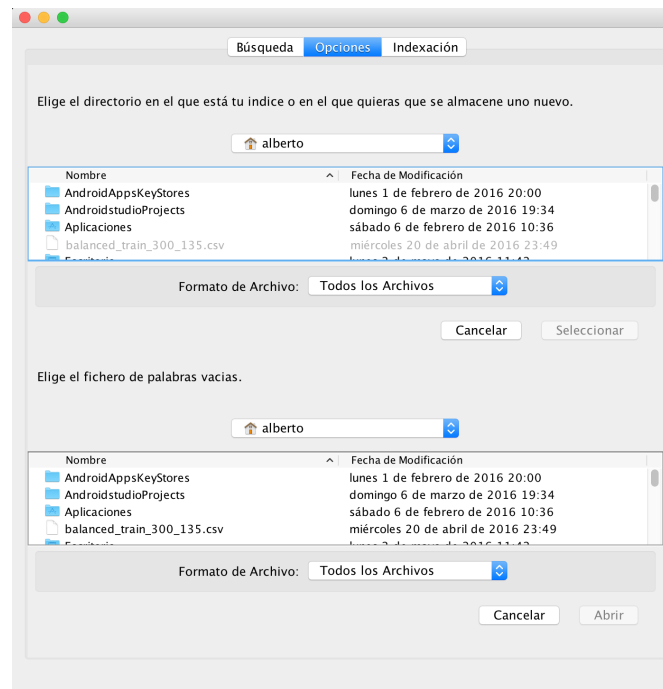 Búsqueda Opciones Indexación
Elige el directorio en el que está tu indice o en el que quieras que se almacene uno nuevo.
alberto
Nombre Fecha de Modificación
AndroidAppsKeyStores lunes 1 de febrero de 2016 20:00
AndroidstudioProjects domingo 6 de marzo de 2016 19:34
Aplicaciones sábado 6 de febrero de 2016 10:36
balanced_train_300_135.csv miércoles 20 de abril de 2016 23:49
Formato de Archivo: Todos los Archivos
Cancelar Seleccionar
Elige el fichero de palabras vacias.
alberto
Nombre Fecha de Modificación
AndroidAppsKeyStores lunes 1 de febrero de 2016 20:00
AndroidstudioProjects domingo 6 de marzo de 2016 19:34
Aplicaciones sábado 6 de febrero de 2016 10:36
balanced_train_300_135.csv miércoles 20 de abril de 2016 23:49
Formato de Archivo: Todos los Archivos
Cancelar Abrir